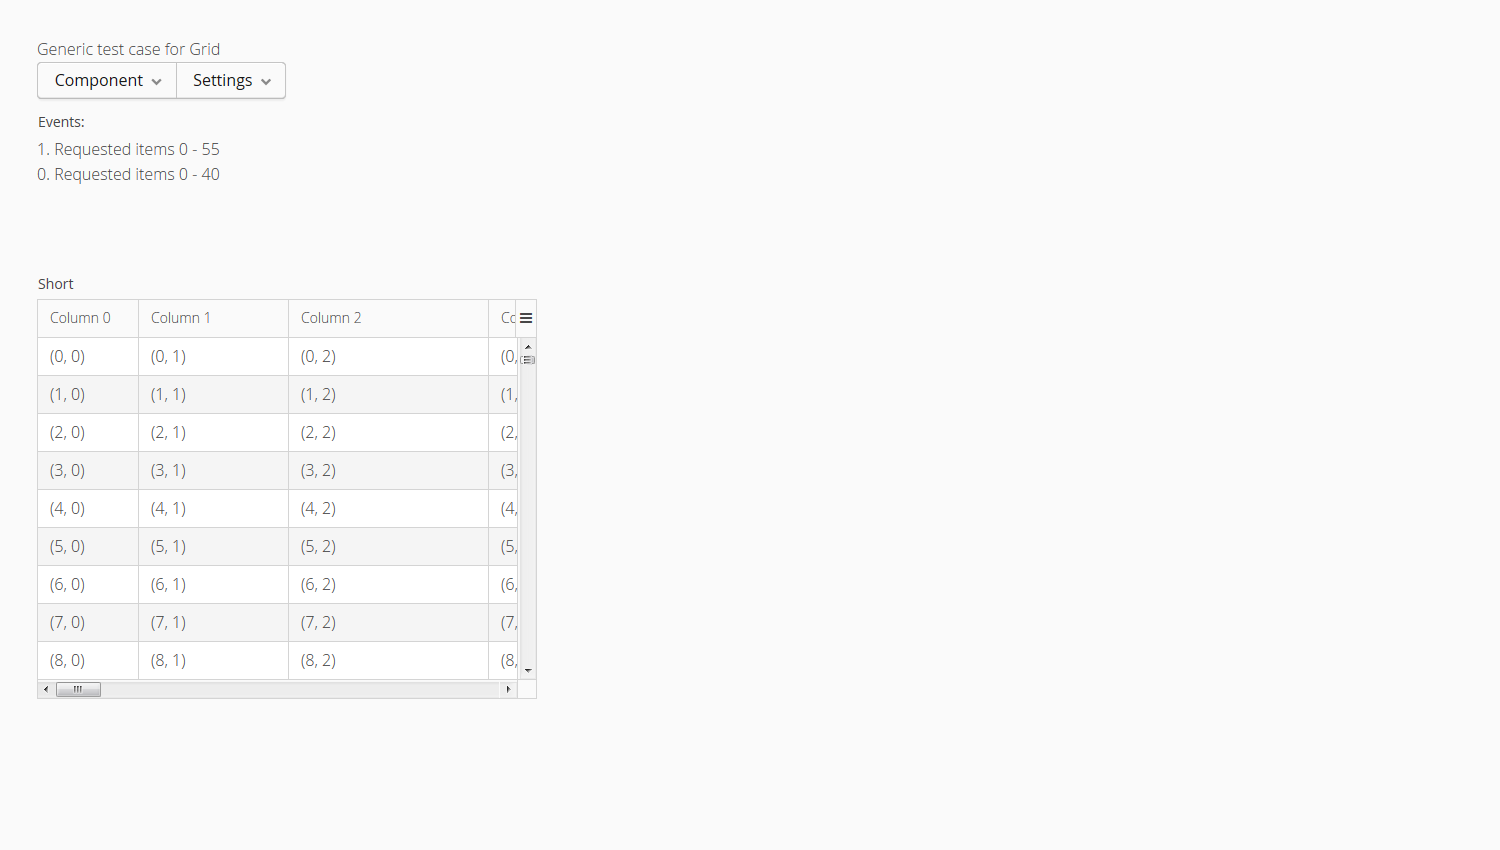 Generic test case for Grid
Component Settings
Events:
1. Requested items 0 - 55
0. Requested items 0 - 40
Short
Column 0 Column 1 Column 2 Co
(0, 0) (0, 1) (0, 2) (0,
(1, 0) (1, 1) (1, 2) (1,
(2, 0) (2, 1) (2, 2) (2,
(3, 0) (3, 1) (3, 2) (3,
(4, 0) (4, 1) (4, 2) (4,
(5, 0) (5, 1) (5, 2) (5,
(6, 0) (6, 1) (6, 2) (6,
(7, 0) (7, 1) (7, 2) (7,
(8, 0) (8, 1) (8, 2) (8,